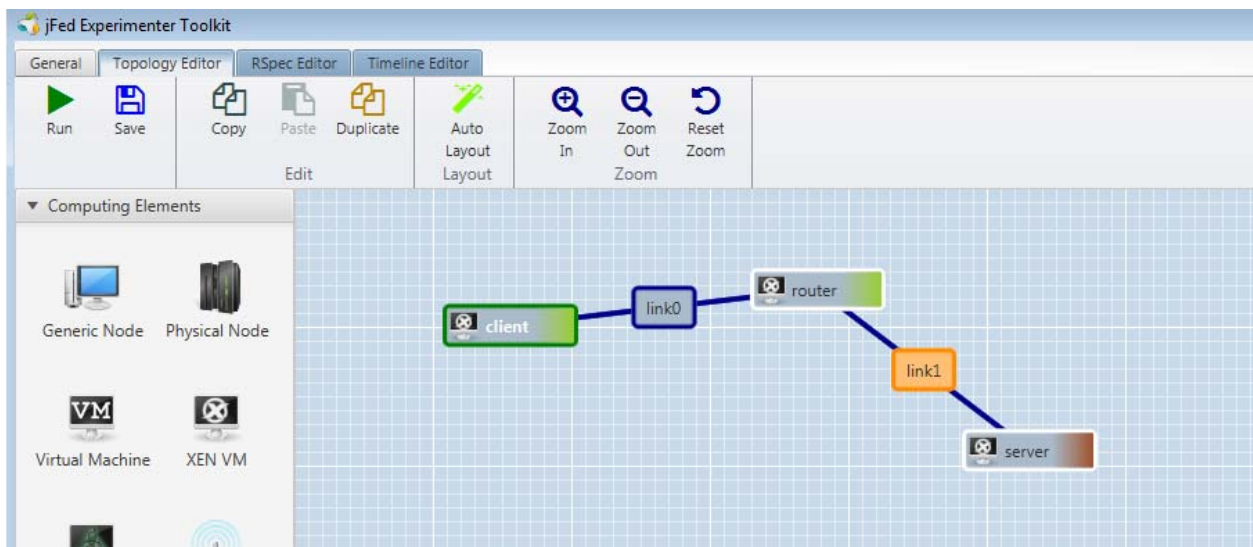 jFed Experimenter Toolkit
General Topology Editor RSpec Editor Timeline Editor
Run Save Copy Paste Duplicate Auto Layout Zoom In Zoom Out Reset Zoom
Edit Layout Zoom
Computing Elements
Generic Node Physical Node
VM
Virtual Machine XEN VM
client
link0
router
link1
server